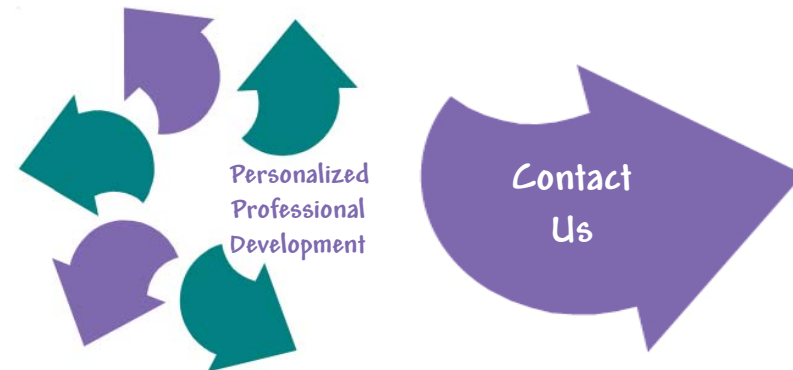 Personalized
Professional
Development
Contact
Us